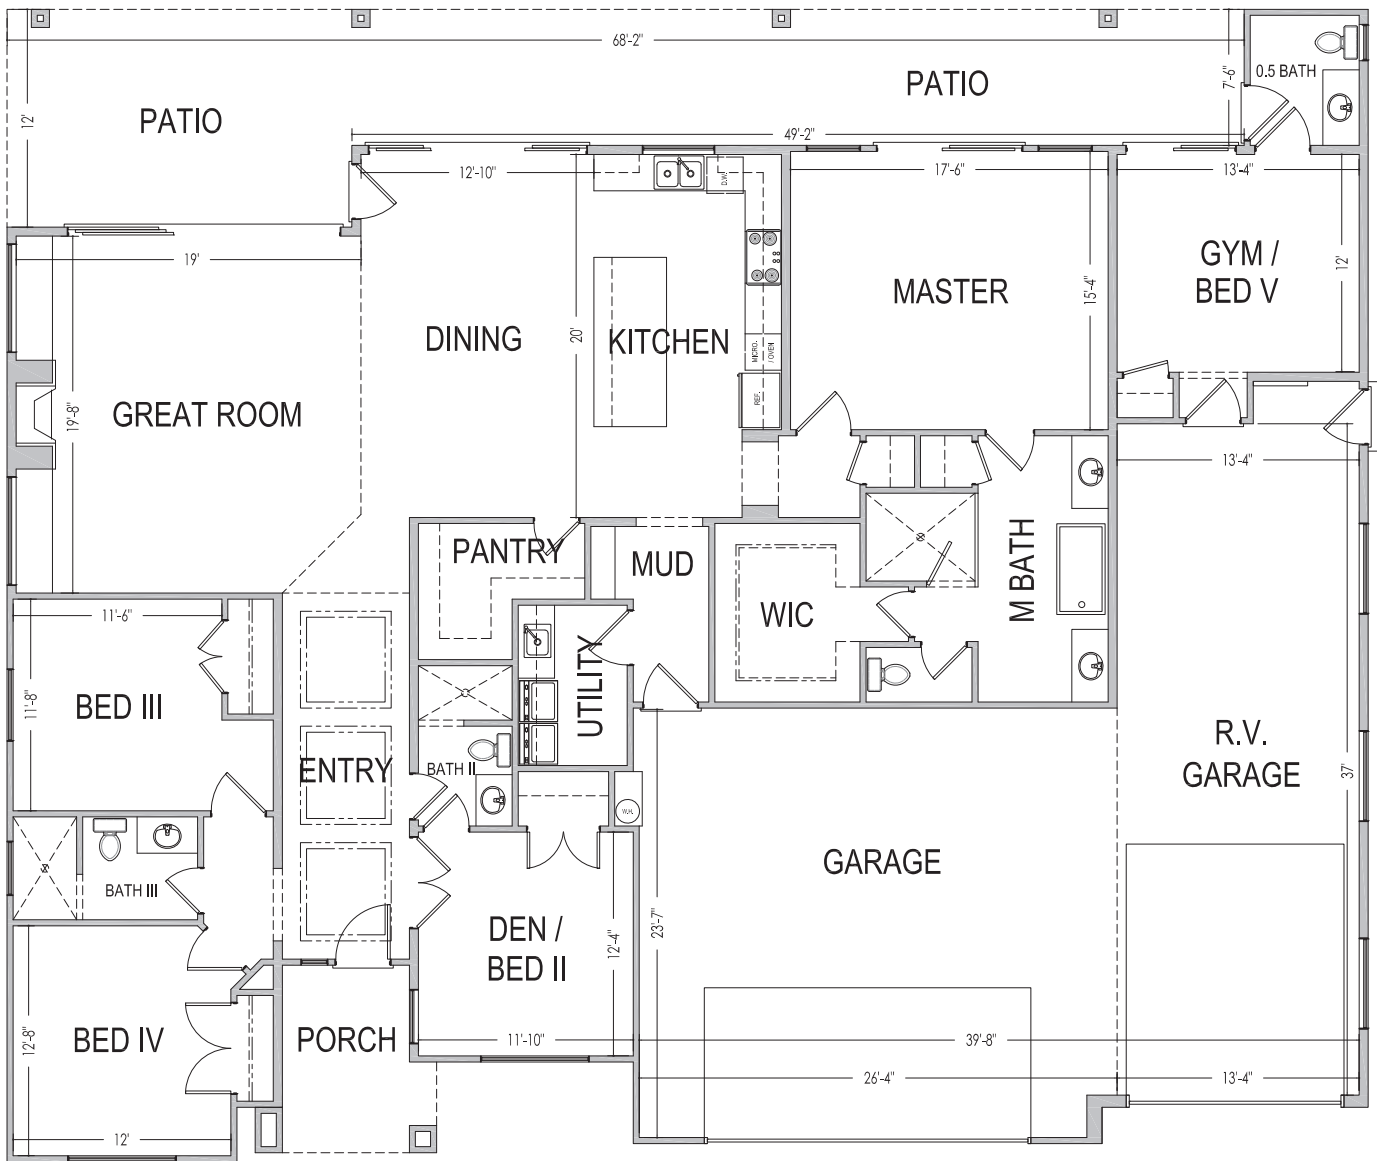 68'-2"
0.5 BATH
7'-6"
PATIO
PATIO
12'
49'-2"
12'-10"
D.W.
17'-6"
13'-4"
19'
GYM /
BED V
12'
MASTER
15'-4"
DINING
20'
KITCHEN
MICRO.
/ OVEN
REF.
GREAT ROOM
19'-8"
13'-4"
PANTRY
MUD
WIC
M BATH
11'-6"
BED III
11'-8"
UTILITY
ENTRY
BATH II
W.H.
R.V.
GARAGE
37'
GARAGE
BATH III
DEN /
BED II
12'-4"
23'-7"
BED IV
12'-8"
PORCH
11'-10"
39'-8"
26'-4"
13'-4"
12'